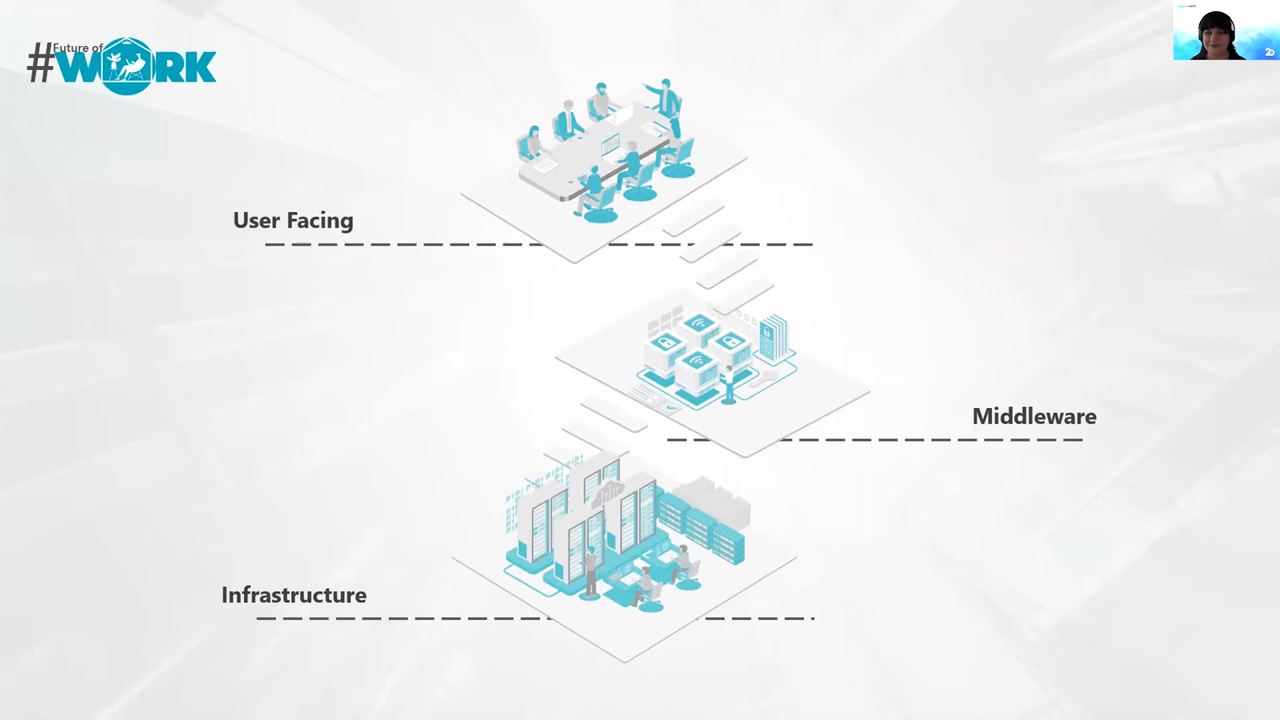 #Future of
WORK
User Facing
Middleware
Infrastructure